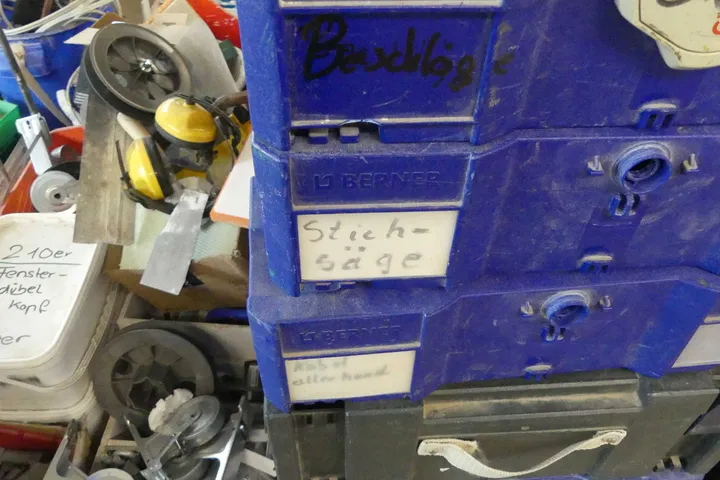 Beschläge
BERNER
Stich-
säge
BERNER
Kabel
allerhand
210er
Fenster-
dübel
Kopf